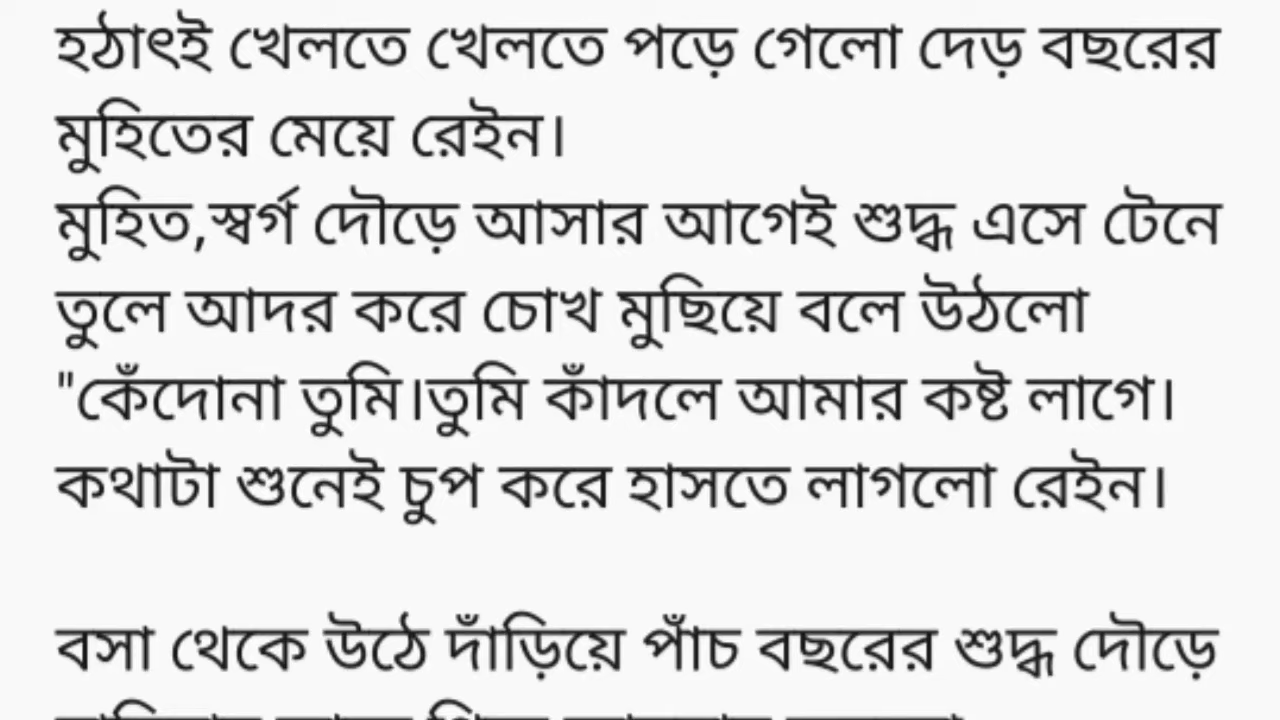 হঠাৎই খেলতে খেলতে পড়ে গেলো দেড় বছরের
মুহিতের মেয়ে রেইন।
মুহিত,স্বর্গ দৌড়ে আসার আগেই শুদ্ধ এসে টেনে
তুলে আদর করে চোখ মুছিয়ে বলে উঠলো
"কেঁদোনা তুমি।তুমি কাঁদলে আমার কষ্ট লাগে।
কথাটা শুনেই চুপ করে হাসতে লাগলো রেইন।
বসা থেকে উঠে দাঁড়িয়ে পাঁচ বছরের শুদ্ধ দৌড়ে